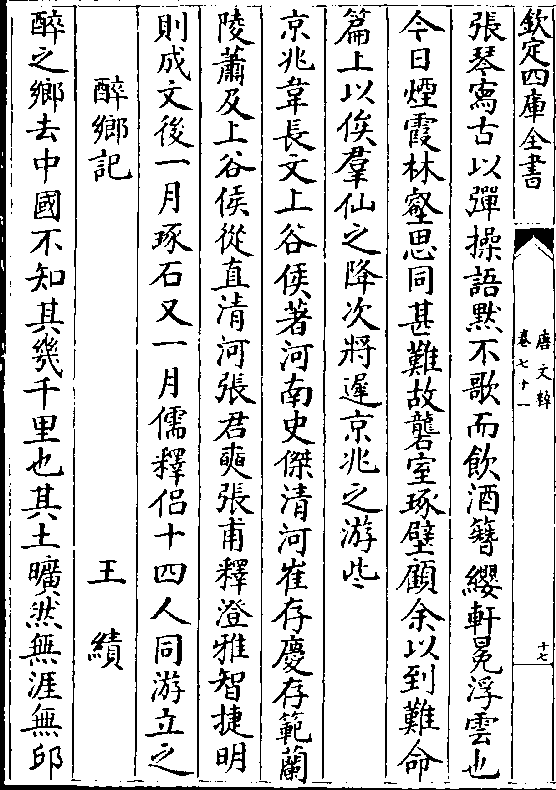 欽定四庫全書
唐文粹
卷七十一
十七
張琴寫古以彈操語默不歌而飲酒簪纓軒冕浮雲也
今日煙霞林壑思同甚難故礱室琢壁顧余以到難命
篇上以俟羣仙之降次將遲京兆之游些
京兆韋長文上谷侯著河南史傑清河崔存慶存範蘭
陵蕭及上谷侯從直清河張君奭張甫釋澄雅智捷明
則成文後一月琢石又一月儒釋侣十四人同游立之
醉鄉記
王績
醉之鄉去中國不知其幾千里也其土曠然無涯無邱